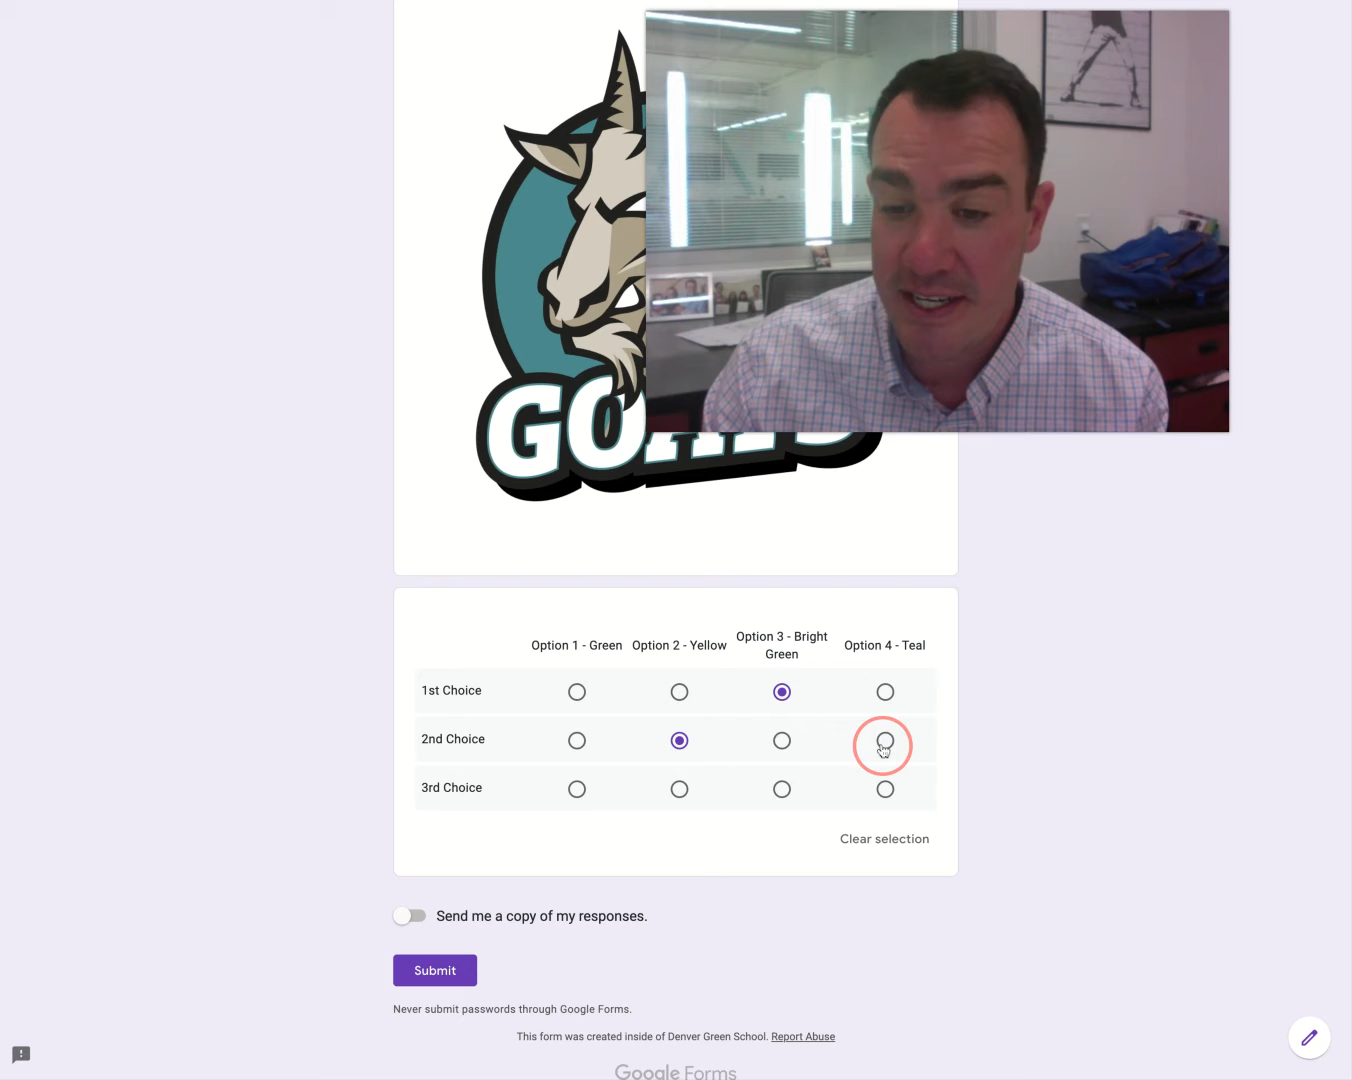 GOATS
Option 1 - Green
Option 2 - Yellow
Option 3 - Bright
Green
Option 4 - Teal
1st Choice
2nd Choice
3rd Choice
Clear selection
Send me a copy of my responses.
Submit
Never submit passwords through Google Forms.
This form was created inside of Denver Green School. Report Abuse
Google Forms